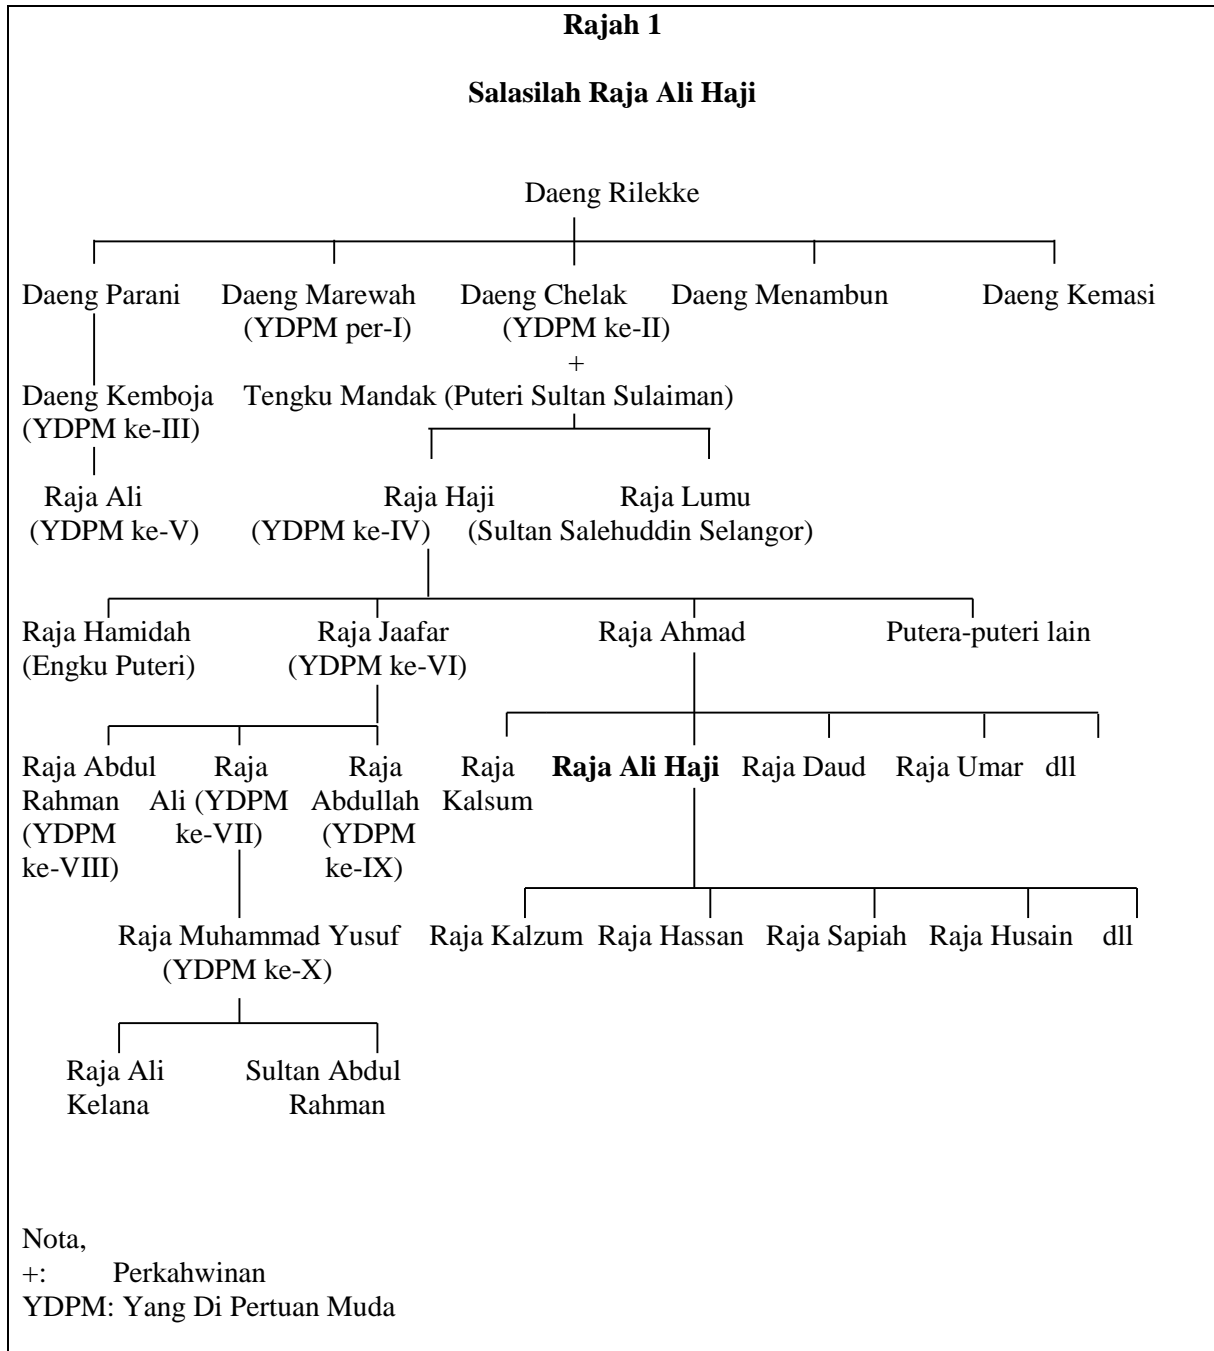 Rajah 1
Salasilah Raja Ali Haji
Daeng Rilekke
Daeng Parani Daeng Marewah Daeng Chelak Daeng Menambun Daeng Kemasi
(YDPM per-I) (YDPM ke-II)
+
Daeng Kemboja Tengku Mandak (Puteri Sultan Sulaiman)
(YDPM ke-III)
Raja Ali Raja Haji Raja Lumu
(YDPM ke-V) (YDPM ke-IV) (Sultan Salehuddin Selangor)
Raja Hamidah Raja Jaafar Raja Ahmad Putera-puteri lain
(Engku Puteri) (YDPM ke-VI)
Raja Abdul Raja Raja Raja Raja Ali Haji Raja Daud Raja Umar dll
Rahman Ali (YDPM Abdullah Kalsum
(YDPM ke-VII) (YDPM
ke-VIII) ke-IX)
Raja Muhammad Yusuf Raja Kalzum Raja Hassan Raja Sapiah Raja Husain dll
(YDPM ke-X)
Raja Ali Sultan Abdul
Kelana Rahman
Nota,
+: Perkahwinan
YDPM: Yang Di Pertuan Muda